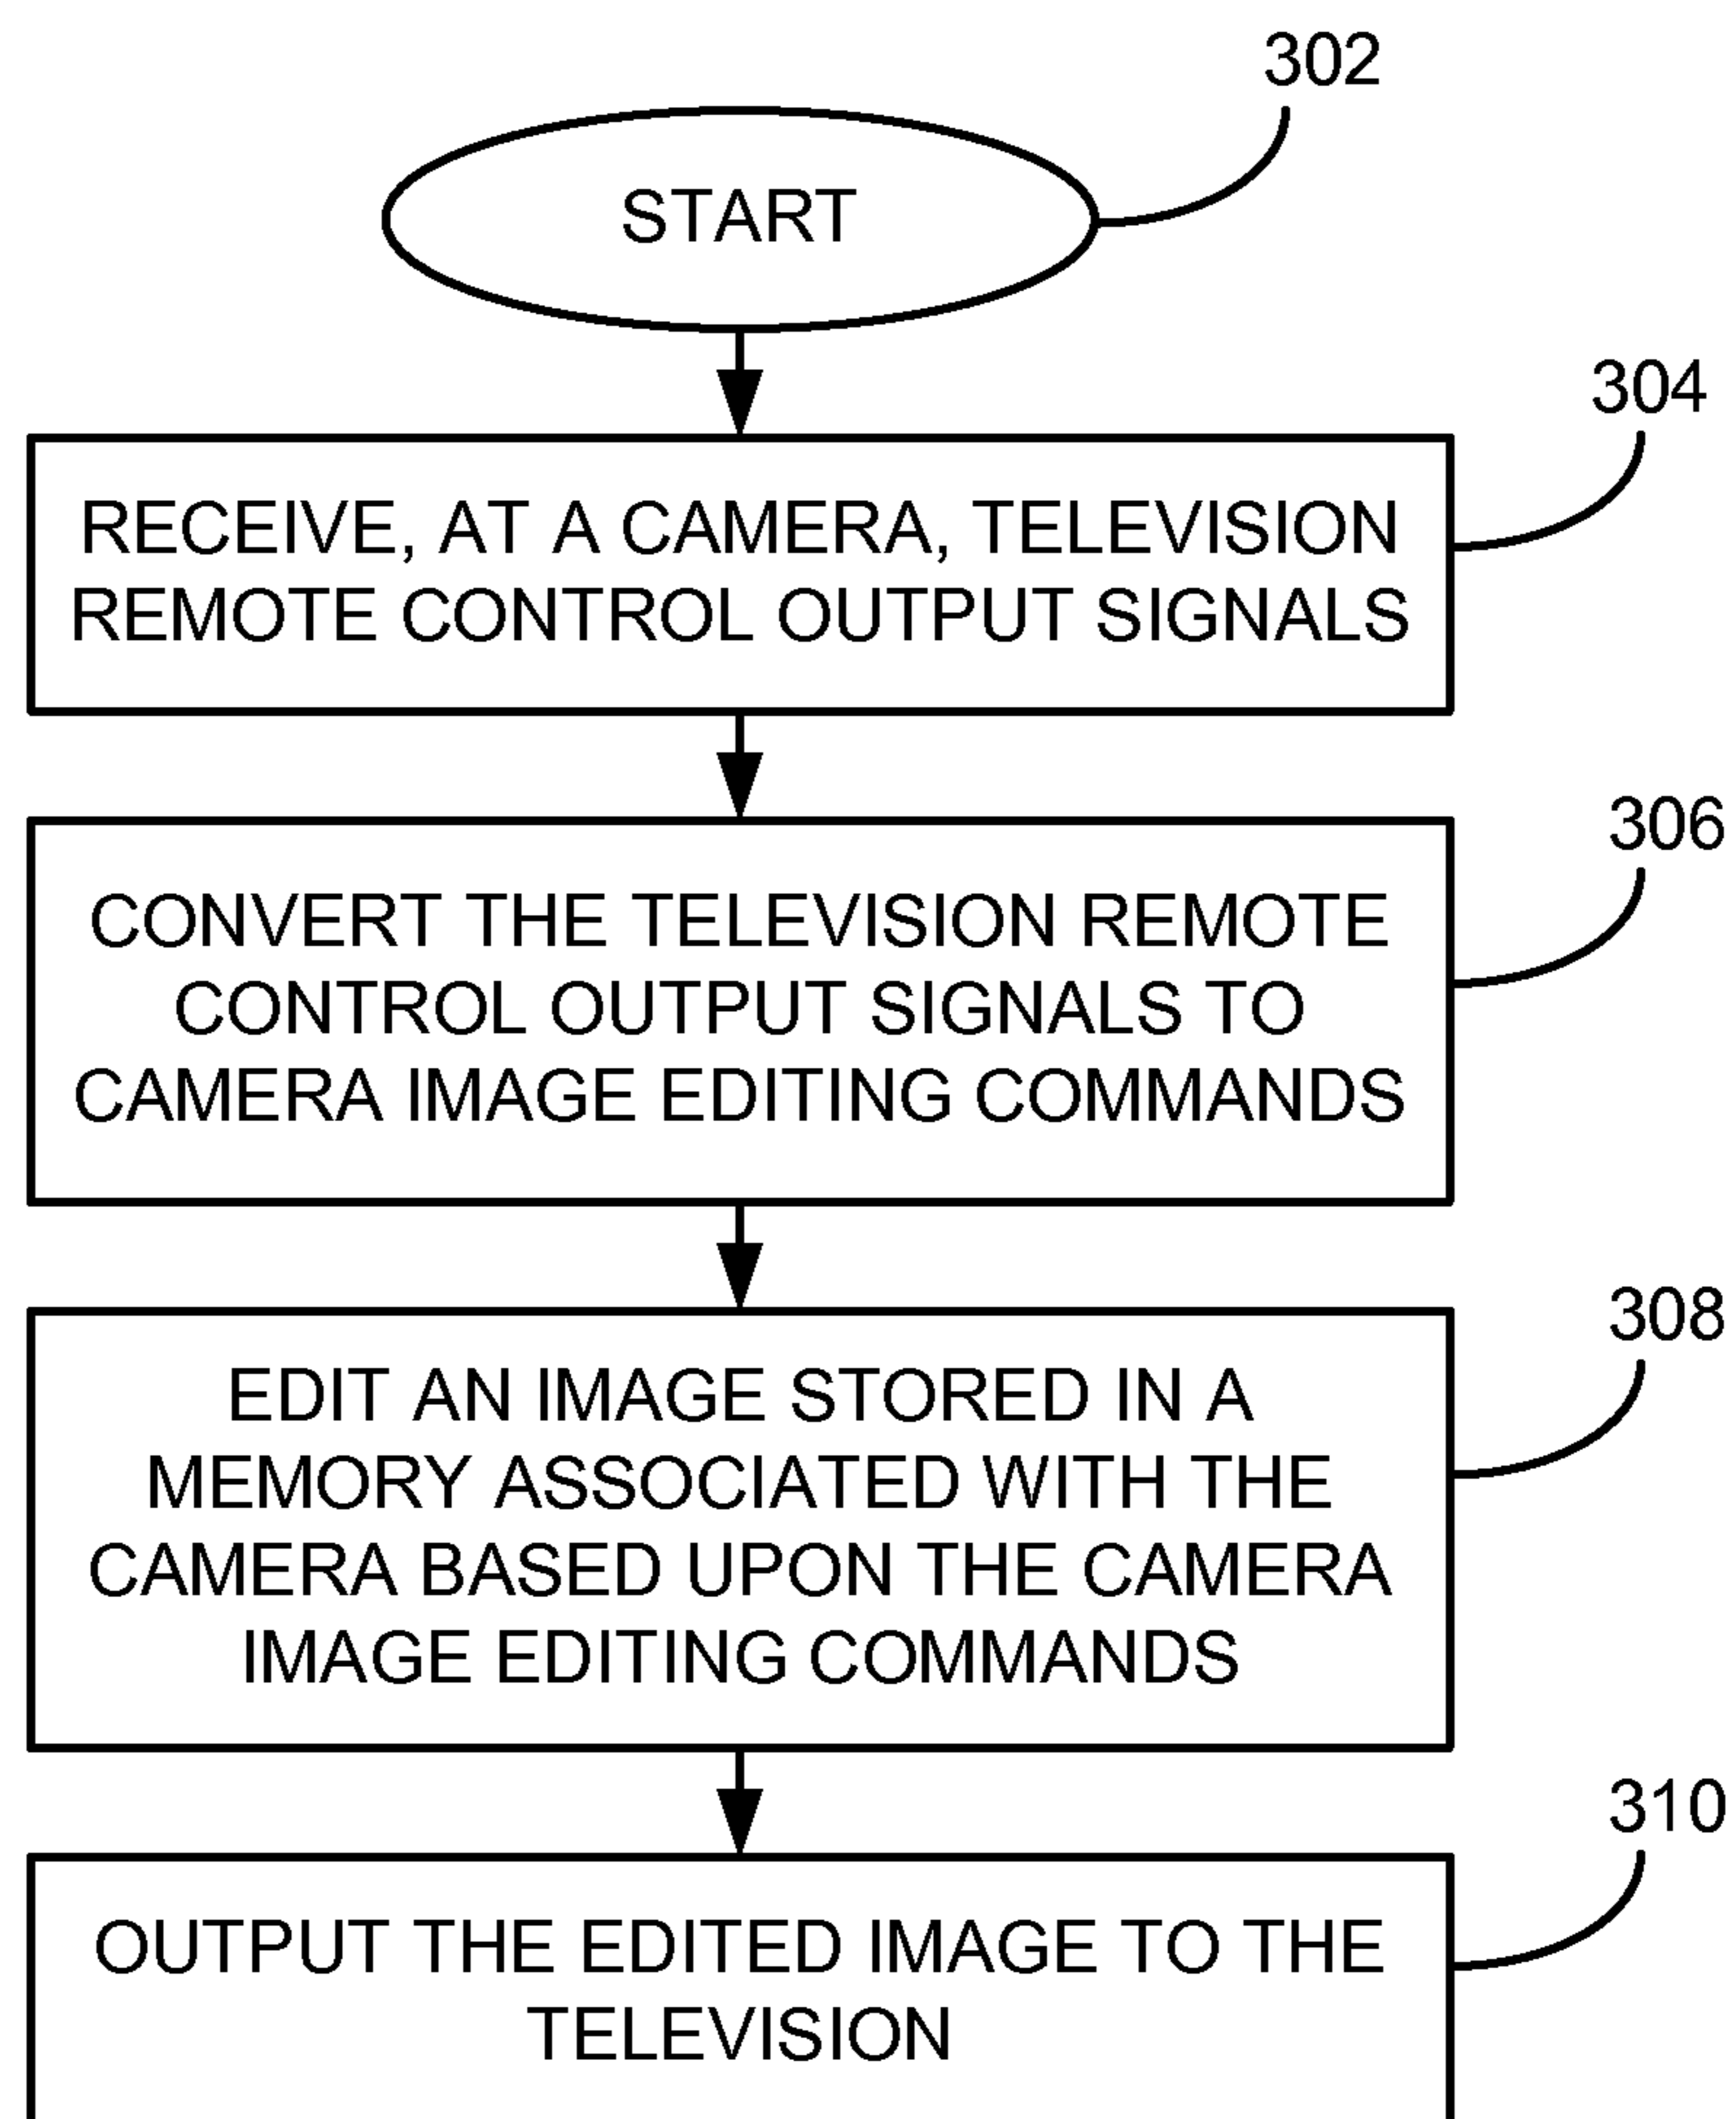 302
START
304
RECEIVE, AT A CAMERA, TELEVISION
REMOTE CONTROL OUTPUT SIGNALS
306
CONVERT THE TELEVISION REMOTE
CONTROL OUTPUT SIGNALS TO
CAMERA IMAGE EDITING COMMANDS
308
EDIT AN IMAGE STORED IN A
MEMORY ASSOCIATED WITH THE
CAMERA BASED UPON THE CAMERA
IMAGE EDITING COMMANDS
310
OUTPUT THE EDITED IMAGE TO THE
TELEVISION